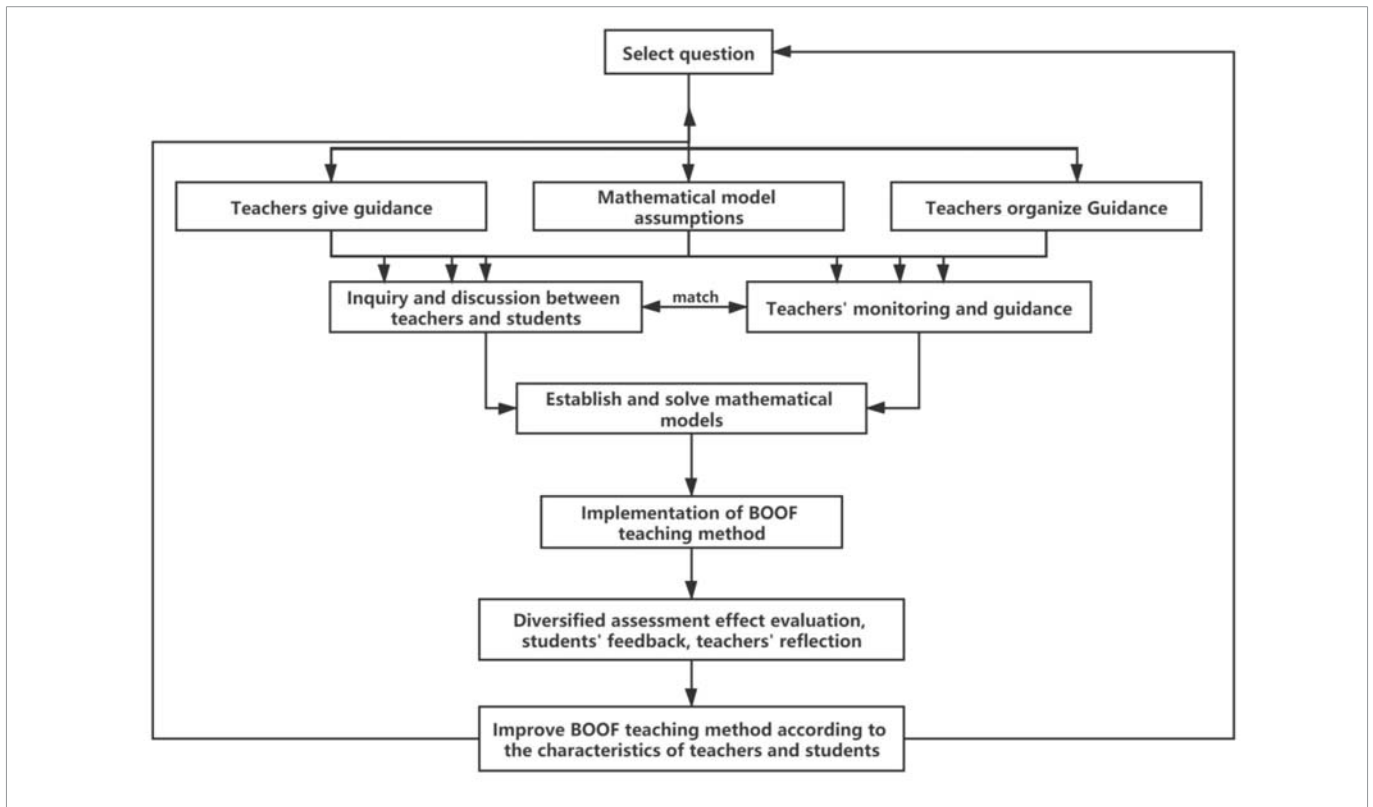 Select question
Teachers give guidance
Mathematical model
assumptions
Teachers organize Guidance
Inquiry and discussion between
teachers and students
match
Teachers' monitoring and guidance
Establish and solve mathematical
models
Implementation of BOOF
teaching method
Diversified assessment effect evaluation,
students' feedback, teachers' reflection
Improve BOOF teaching method according to
the characteristics of teachers and students